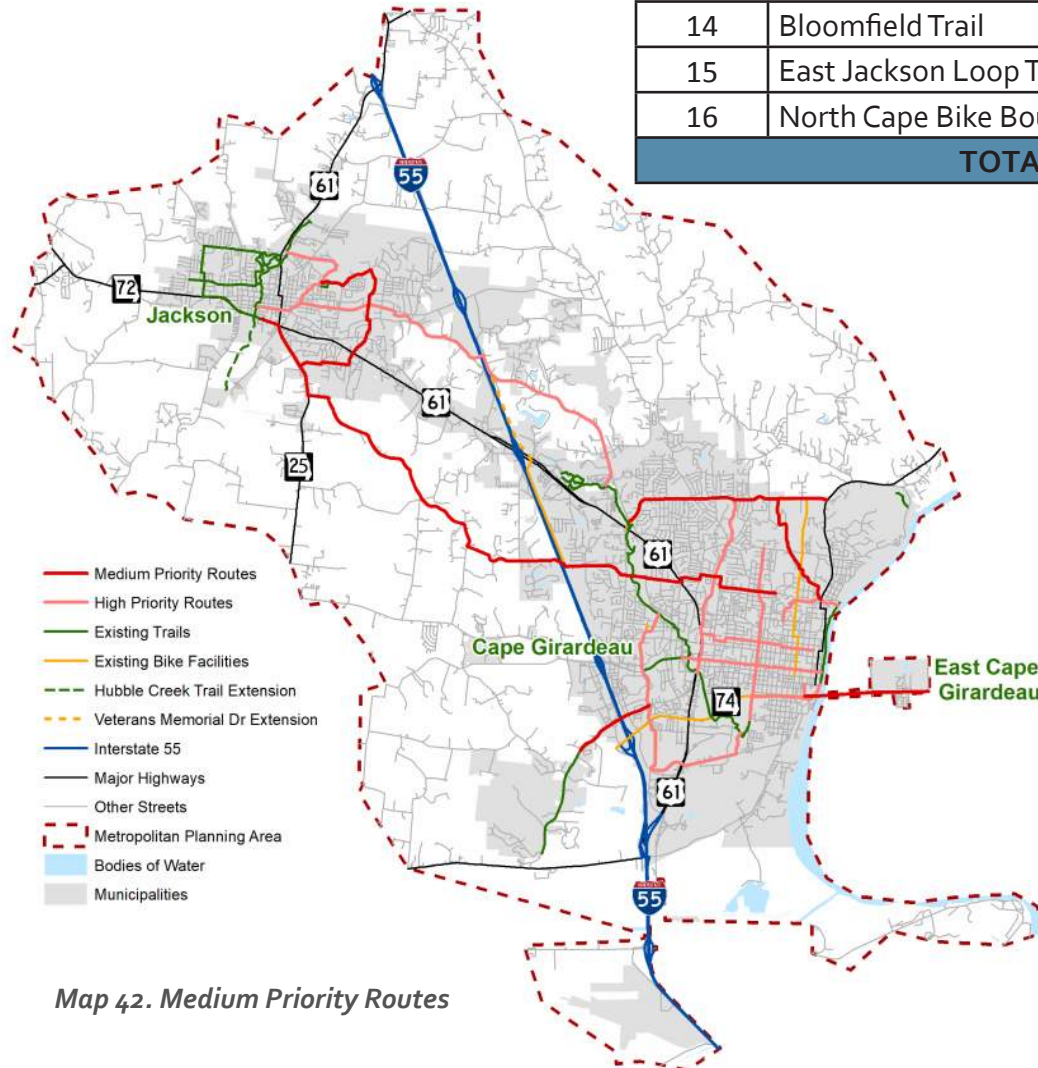 14 Bloomfield Trail
15 East Jackson Loop T
16 North Cape Bike Bou
TOTA
61
55
72
Jackson
61
25
61
Cape Girardeau
East Cape
Girardeau
74
61
55
Medium Priority Routes
High Priority Routes
Existing Trails
Existing Bike Facilities
Hubble Creek Trail Extension
Veterans Memorial Dr Extension
Interstate 55
Major Highways
Other Streets
Metropolitan Planning Area
Bodies of Water
Municipalities
Map 42. Medium Priority Routes